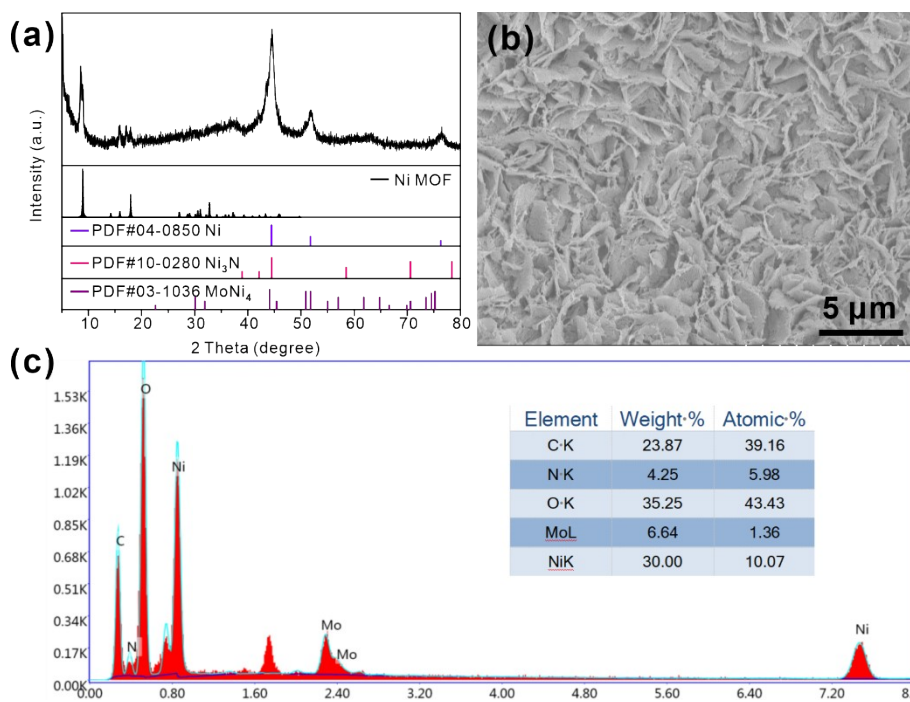 (a)
Intensity (a.u.)
Ni MOF
PDF#04-0850 Ni
PDF#10-0280 Ni₃N
PDF#03-1036 MoNi₄
10 20 30 40 50 60 70 80
2 Theta (degree)
(b)
5 μm
(c)
1.53K
1.36K
1.19K
1.02K
0.85K
0.68K
0.51K
0.34K
0.17K
0.00K
O
Ni
C
N
Mo
Mo
Ni
0.00 0.80 1.60 2.40 3.20 4.00 4.80 5.60 6.40 7.20 8.
Element Weight·% Atomic·%
C·K 23.87 39.16
N·K 4.25 5.98
O·K 35.25 43.43
MoL 6.64 1.36
NiK 30.00 10.07